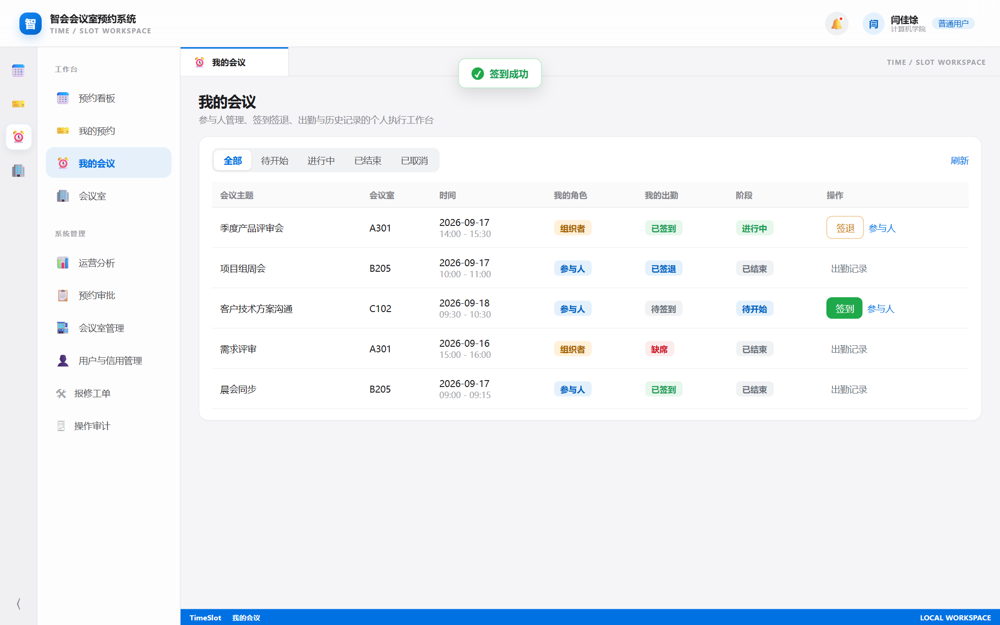 智
智会会议室预约系统
TIME / SLOT WORKSPACE
闫
闫佳馀
计算机学院
普通用户
工作台
预约看板
我的预约
我的会议
会议室
系统管理
运营分析
预约审批
会议室管理
用户与信用管理
报修工单
操作审计
我的会议
签到成功
TIME / SLOT WORKSPACE
我的会议
参与人管理、签到签退、出勤与历史记录的个人执行工作台
全部 待开始 进行中 已结束 已取消
刷新
会议主题 会议室 时间 我的角色 我的出勤 阶段 操作
季度产品评审会 A301 2026-09-17 组织者 已签到 进行中 签退 参与人
14:00 - 15:30
项目组周会 B205 2026-09-17 参与人 已签退 已结束 出勤记录
10:00 - 11:00
客户技术方案沟通 C102 2026-09-18 参与人 待签到 待开始 签到 参与人
09:30 - 10:30
需求评审 A301 2026-09-16 组织者 缺席 已结束 出勤记录
15:00 - 16:00
晨会同步 B205 2026-09-17 参与人 已签到 已结束 出勤记录
09:00 - 09:15
TimeSlot 我的会议
LOCAL WORKSPACE